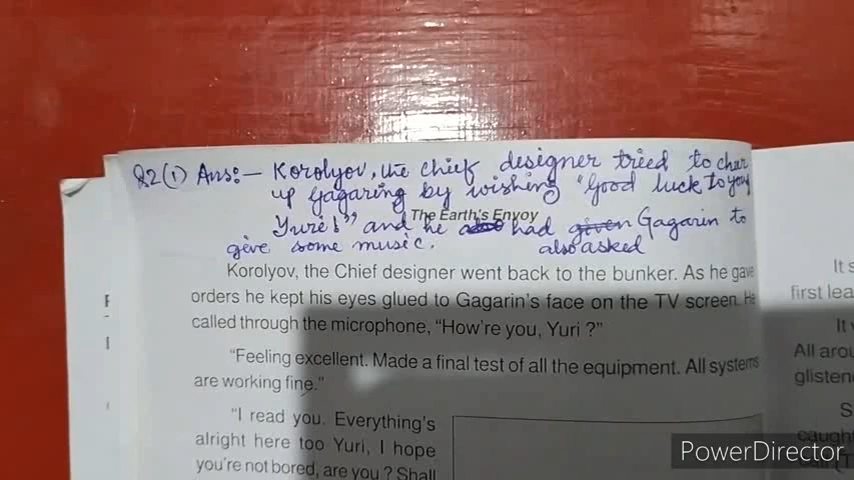 Q2(1) Ans:- Korolyov, the chief designer tried to chear
up Gagaring by wishing "Good luck to you
The Earth's Envoy
Yure!" and he had Gagarin to
give some music. also asked
Korolyov, the Chief designer went back to the bunker. As he gave
orders he kept his eyes glued to Gagarin's face on the TV screen. He
called through the microphone, "How're you, Yuri ?"
"Feeling excellent. Made a final test of all the equipment. All systems
are working fine."
"I read you. Everything's
alright here too Yuri, I hope
you're not bored, are you ? Shall
It s
first lea
It v
All arou
glisten
S
caught
PowerDirector